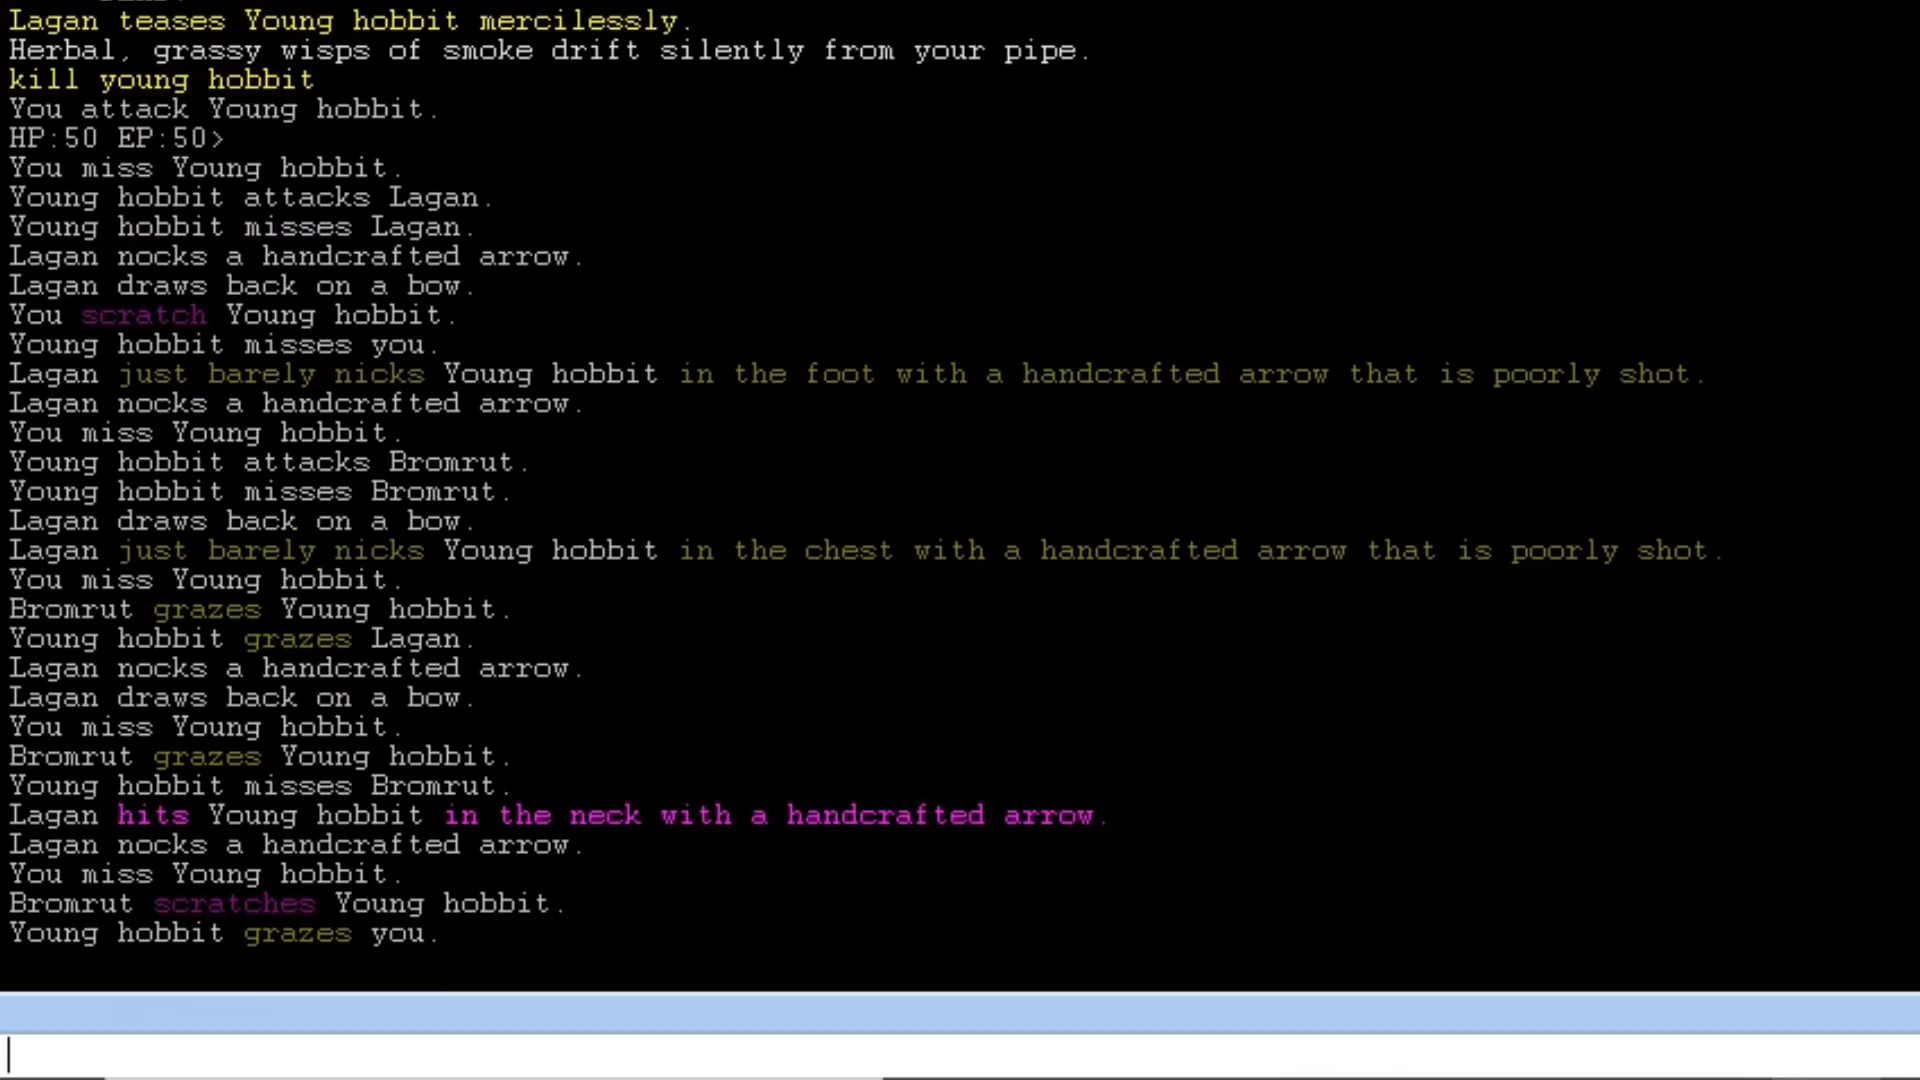 Lagan teases Young hobbit mercilessly.
Herbal, grassy wisps of smoke drift silently from your pipe.
kill young hobbit
You attack Young hobbit.
HP:50 EP:50>
You miss Young hobbit.
Young hobbit attacks Lagan.
Young hobbit misses Lagan.
Lagan nocks a handcrafted arrow.
Lagan draws back on a bow.
You scratch Young hobbit.
Young hobbit misses you.
Lagan just barely nicks Young hobbit in the foot with a handcrafted arrow that is poorly shot.
Lagan nocks a handcrafted arrow.
You miss Young hobbit.
Young hobbit attacks Bromrut.
Young hobbit misses Bromrut.
Lagan draws back on a bow.
Lagan just barely nicks Young hobbit in the chest with a handcrafted arrow that is poorly shot.
You miss Young hobbit.
Bromrut grazes Young hobbit.
Young hobbit grazes Lagan.
Lagan nocks a handcrafted arrow.
Lagan draws back on a bow.
You miss Young hobbit.
Bromrut grazes Young hobbit.
Young hobbit misses Bromrut.
Lagan hits Young hobbit in the neck with a handcrafted arrow.
Lagan nocks a handcrafted arrow.
You miss Young hobbit.
Bromrut scratches Young hobbit.
Young hobbit grazes you.